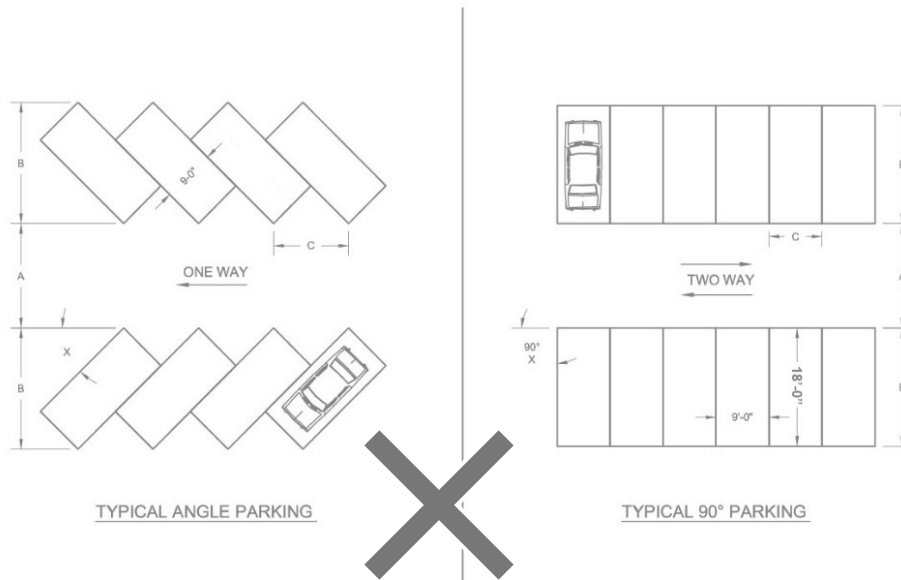 B
9'-0"
C
A
ONE WAY
X
B
TYPICAL ANGLE PARKING
C
TWO WAY
90°
X
18'-0"
9'-0"
TYPICAL 90° PARKING